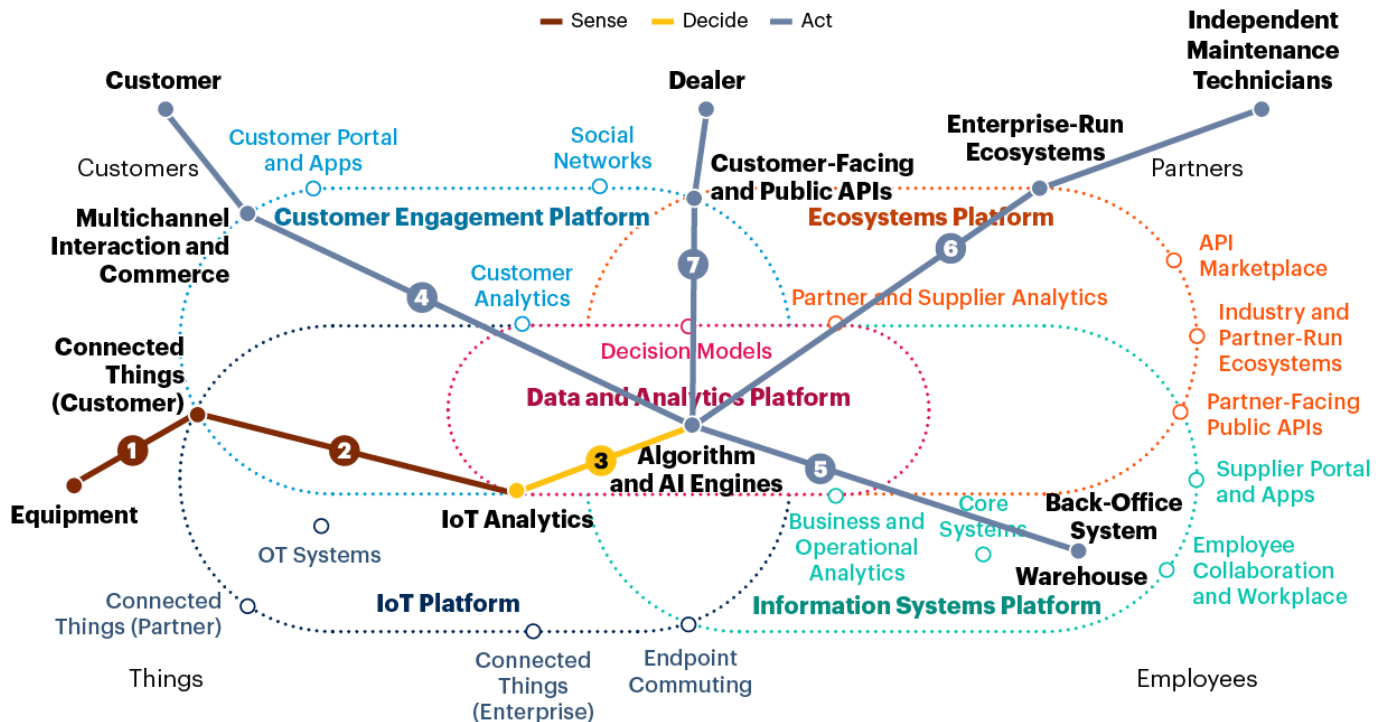 Sense
Decide
Act
Independent
Maintenance
Technicians
Customer
Dealer
Enterprise-Run
Ecosystems
Customers
Customer Portal
and Apps
Social
Networks
Customer-Facing
and Public APIs
Partners
Multichannel
Interaction and
Commerce
Customer Engagement Platform
Ecosystems Platform
API
Marketplace
7
6
4
Customer
Analytics
Partner and Supplier Analytics
Industry and
Partner-Run
Ecosystems
Decision Models
Connected
Things
(Customer)
Data and Analytics Platform
Partner-Facing
Public APIs
1
2
3
Algorithm
and AI Engines
5
Supplier Portal
and Apps
Equipment
IoT Analytics
Business and
Operational
Analytics
Core
Systems
Back-Office
System
OT Systems
Warehouse
Employee
Collaboration
and Workplace
Connected
Things (Partner)
IoT Platform
Information Systems Platform
Things
Connected
Things
(Enterprise)
Endpoint
Commuting
Employees